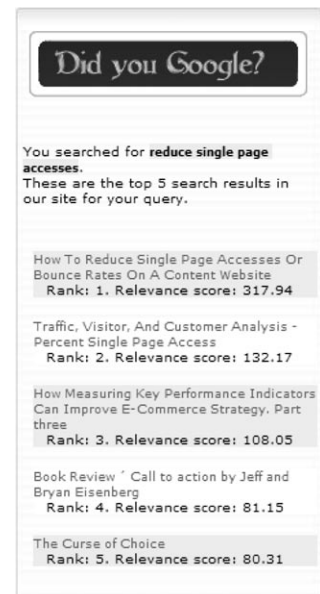 Did you Google?
You searched for reduce single page
accesses.
These are the top 5 search results in
our site for your query.
How To Reduce Single Page Accesses Or
Bounce Rates On A Content Website
Rank: 1. Relevance score: 317.94
Traffic, Visitor, And Customer Analysis -
Percent Single Page Access
Rank: 2. Relevance score: 132.17
How Measuring Key Performance Indicators
Can Improve E-Commerce Strategy. Part
three
Rank: 3. Relevance score: 108.05
Book Review ´ Call to action by Jeff and
Bryan Eisenberg
Rank: 4. Relevance score: 81.15
The Curse of Choice
Rank: 5. Relevance score: 80.31